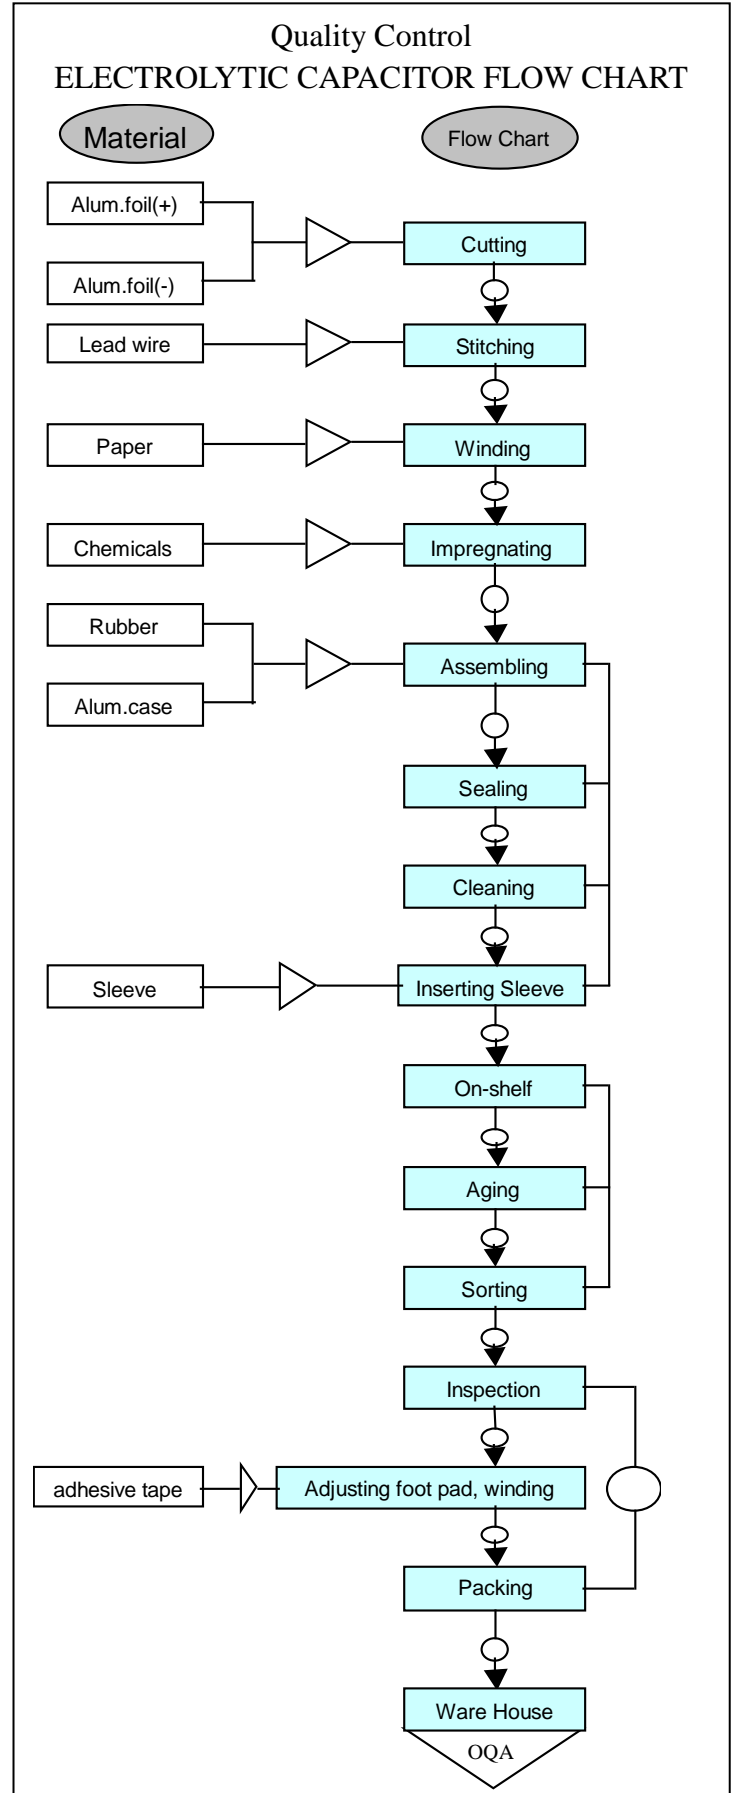 Quality Control
ELECTROLYTIC CAPACITOR FLOW CHART
Material
Flow Chart
Alum.foil(+)
Cutting
Alum.foil(-)
Lead wire
Stitching
Paper
Winding
Chemicals
Impregnating
Rubber
Assembling
Alum.case
Sealing
Cleaning
Sleeve
Inserting Sleeve
On-shelf
Aging
Sorting
Inspection
adhesive tape
Adjusting foot pad, winding
Packing
Ware House
OQA